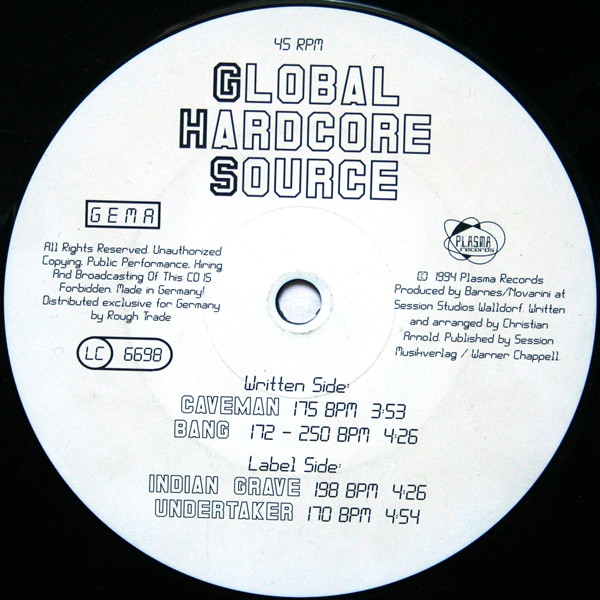 45 RPM
GLOBAL
HARDCORE
SOURCE
GEMA
All Rights Reserved. Unauthorized
Copying, Public Performance, Hiring
And Broadcasting Of This CD IS
Forbidden. Made in Germany!
Distributed exclusive for Germany
by Rough Trade
LC 6698
PLASMA
records
© 1994 Plasma Records
Produced by Barnes/Novarini at
Session Studios Walldorf. Written
and arranged by Christian
Arnold. Published by Session
Musikverlag / Warner Chappell.
Written Side:
CAVEMAN 175 BPM 3:53
BANG 172 - 250 BPM 4:26
Label Side:
INDIAN GRAVE 198 BPM 4:26
UNDERTAKER 170 BPM 4:54